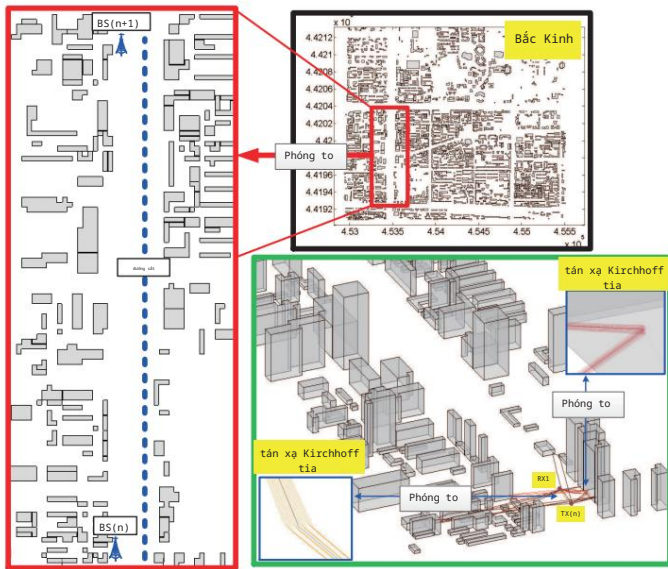 BS(n+1)
đường sắt
BS(n)
Phóng to
Bắc Kinh
x 10
4.4212
4.421
4.4208
4.4206
4.4204
4.4202
4.42
4.4198
4.4196
4.4194
4.4192
4.53
4.535
4.54
4.545
4.55
4.555
x 10
5
tán xạ Kirchhoff
tia
Phóng to
tán xạ Kirchhoff
tia
Phóng to
RX1
TX(n)